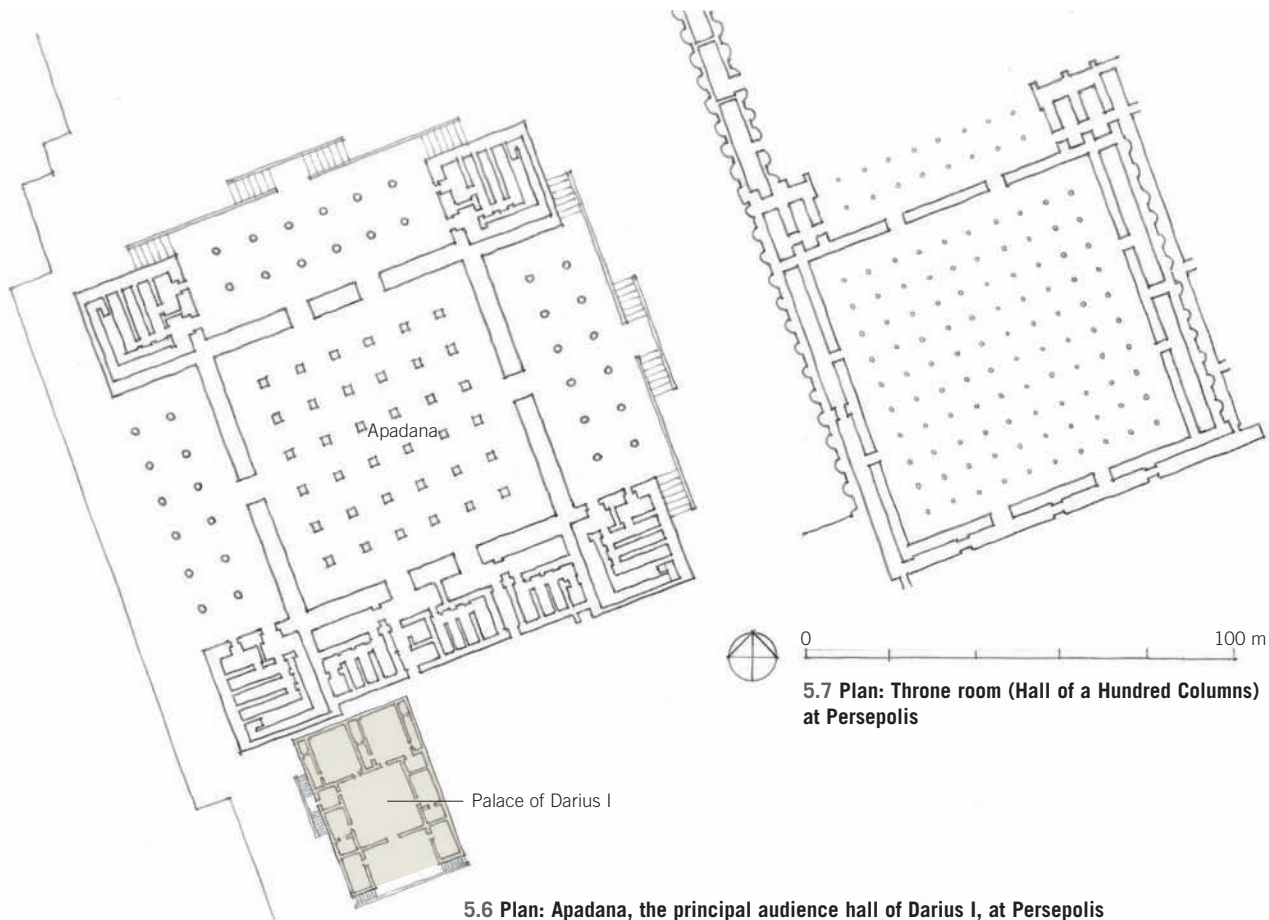 Apadana
0
100 m
5.7 Plan: Throne room (Hall of a Hundred Columns)
at Persepolis
Palace of Darius I
5.6 Plan: Apadana, the principal audience hall of Darius I, at Persepolis